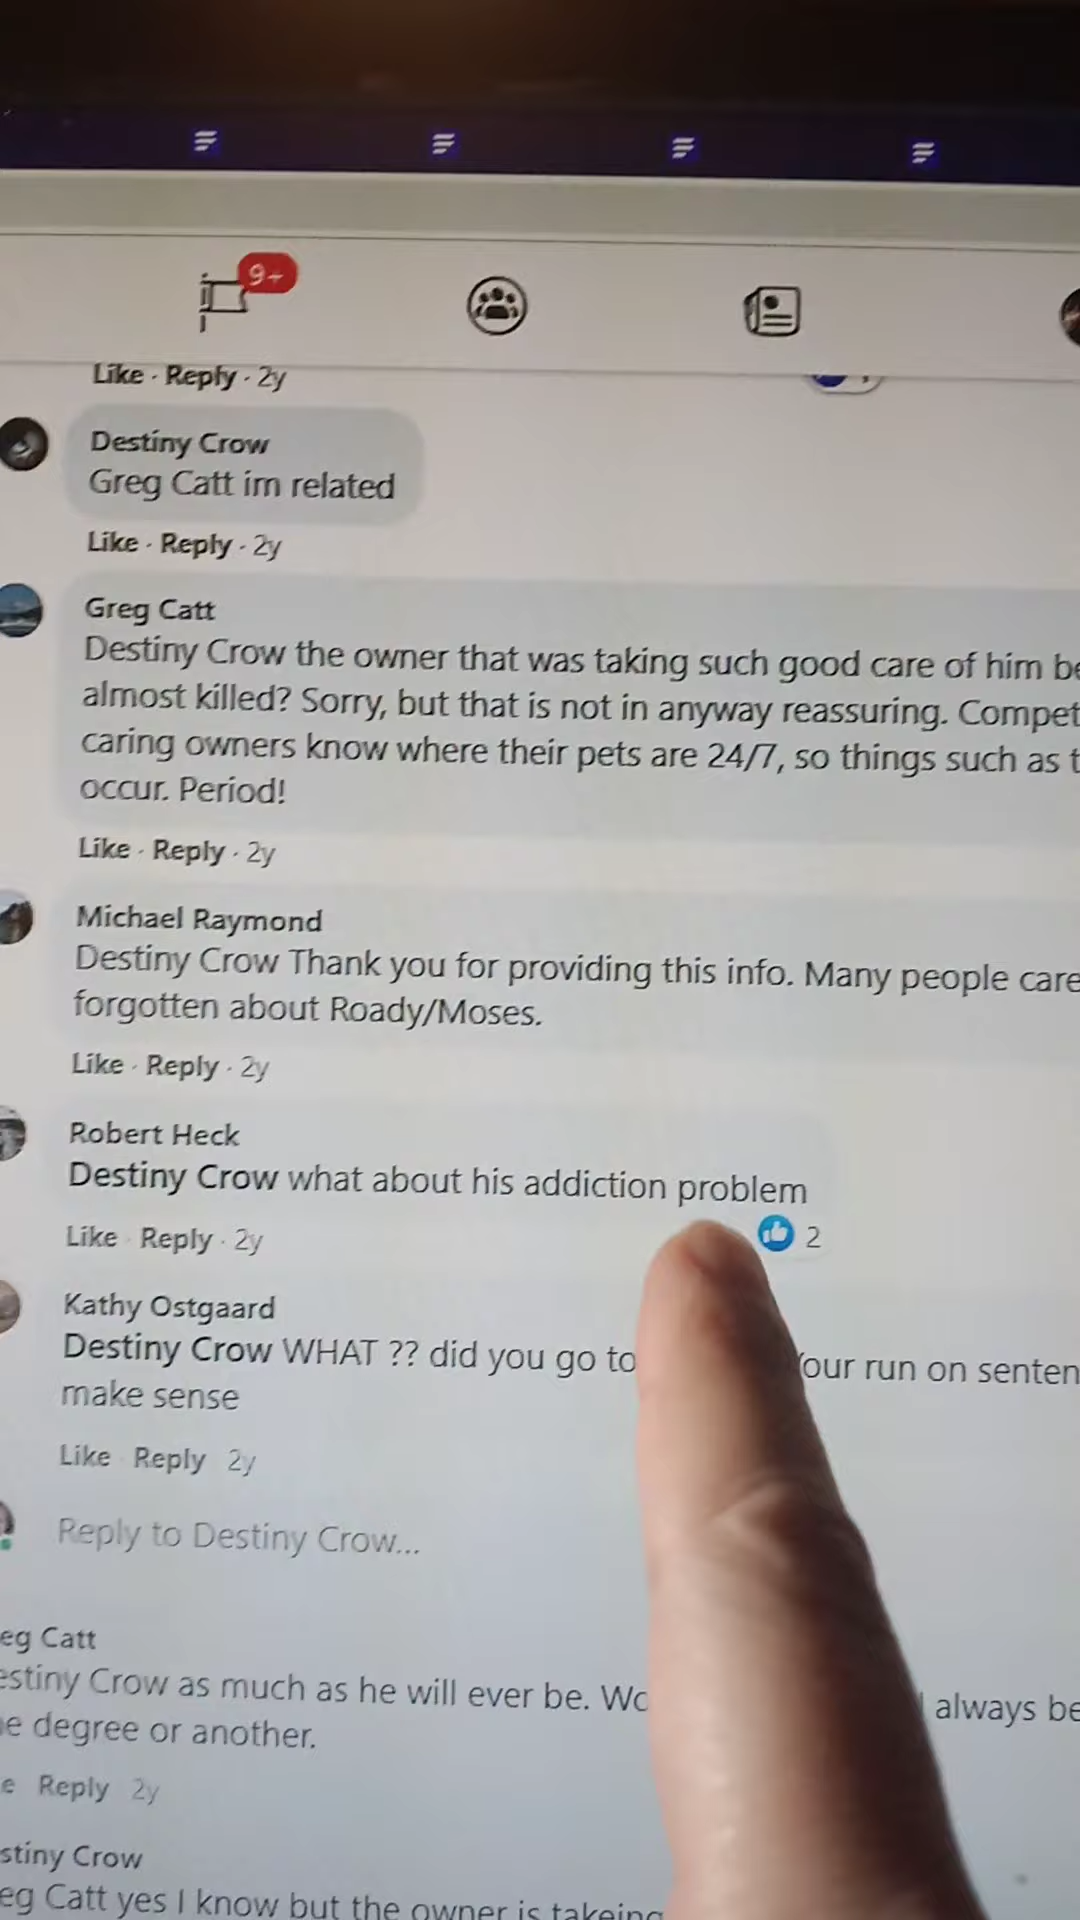 9+
Like · Reply · 2y
Destiny Crow
Greg Catt im related
Like · Reply · 2y
Greg Catt
Destiny Crow the owner that was taking such good care of him
almost killed? Sorry, but that is not in anyway reassuring. Compet
caring owners know where their pets are 24/7, so things such as
occur. Period!
Like · Reply · 2y
Michael Raymond
Destiny Crow Thank you for providing this info. Many people care
forgotten about Roady/Moses.
Like · Reply · 2y
Robert Heck
Destiny Crow what about his addiction problem
Like · Reply · 2y
2
Kathy Ostgaard
Destiny Crow WHAT ?? did you go to our run on senten
make sense
Like Reply 2y
Reply to Destiny Crow...
eg Catt
estiny Crow as much as he will ever be. always be
e degree or another.
e Reply 2y
stiny Crow
eg Catt yes I know but the owner is takeing